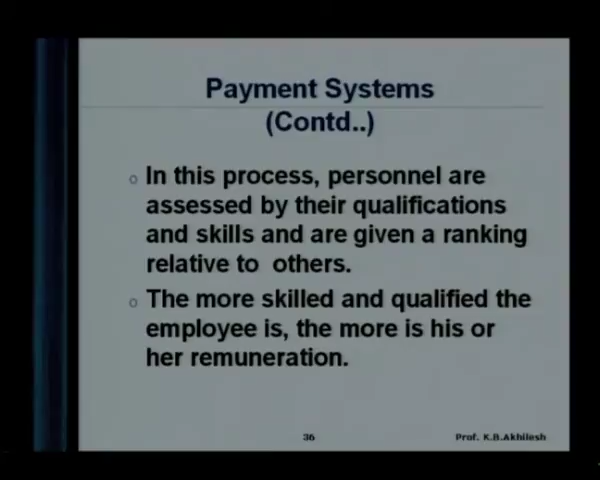 Payment Systems
(Contd..)
o In this process, personnel are
assessed by their qualifications
and skills and are given a ranking
relative to others.
o The more skilled and qualified the
employee is, the more is his or
her remuneration.
36
Prof. K.B.Akhilesh